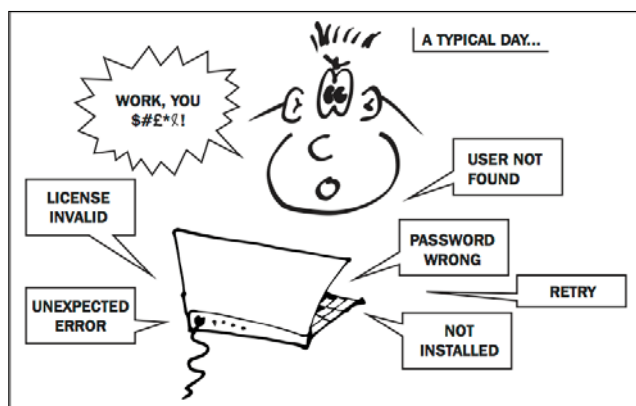 A TYPICAL DAY...
WORK, YOU
$#£*?!
USER NOT
FOUND
LICENSE
INVALID
PASSWORD
WRONG
RETRY
UNEXPECTED
ERROR
NOT
INSTALLED